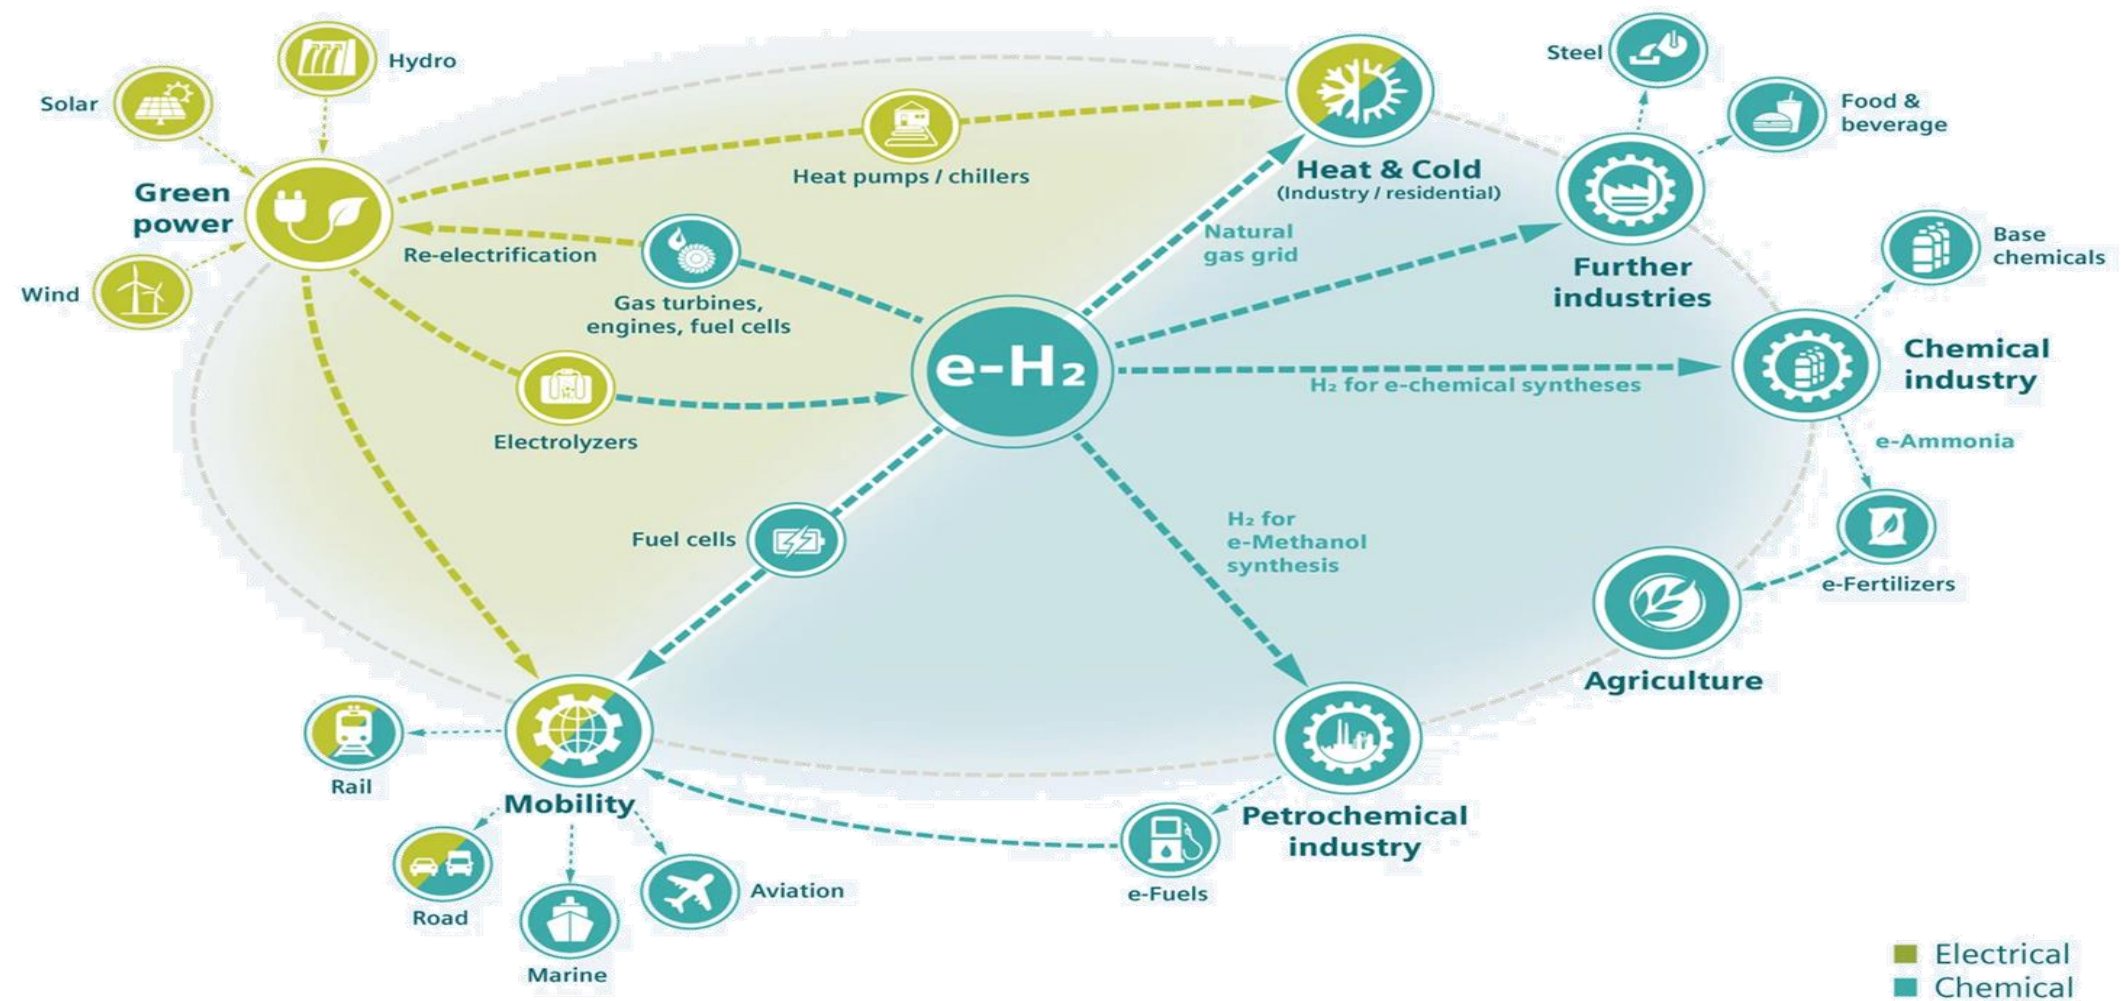 Hydro
Solar
Green
power
Wind
Heat pumps / chillers
Re-electrification
Gas turbines,
engines, fuel cells
Electrolyzers
e-H₂
Fuel cells
Heat & Cold
(Industry / residential)
Natural
gas grid
Steel
Food &
beverage
Further
industries
Base
chemicals
Chemical
industry
H₂ for e-chemical syntheses
e-Ammonia
H₂ for
e-Methanol
synthesis
e-Fertilizers
Agriculture
Petrochemical
industry
e-Fuels
Mobility
Rail
Road
Marine
Aviation
Electrical
Chemical